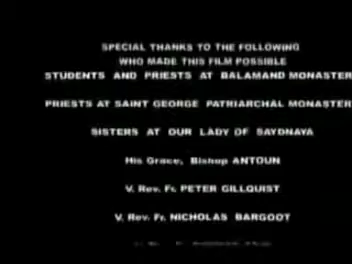 SPECIAL THANKS TO THE FOLLOWING
WHO MADE THIS FILM POSSIBLE
STUDENTS AND PRIESTS AT BALAMAND MONASTER
PRIESTS AT SAINT GEORGE PATRIARCHAL MONASTER
SISTERS AT OUR LADY OF SAYDNAYA
His Grace, Bishop ANTOUN
V. Rev. Fr. PETER GILLQUIST
V. Rev. Fr. NICHOLAS BARGOOT